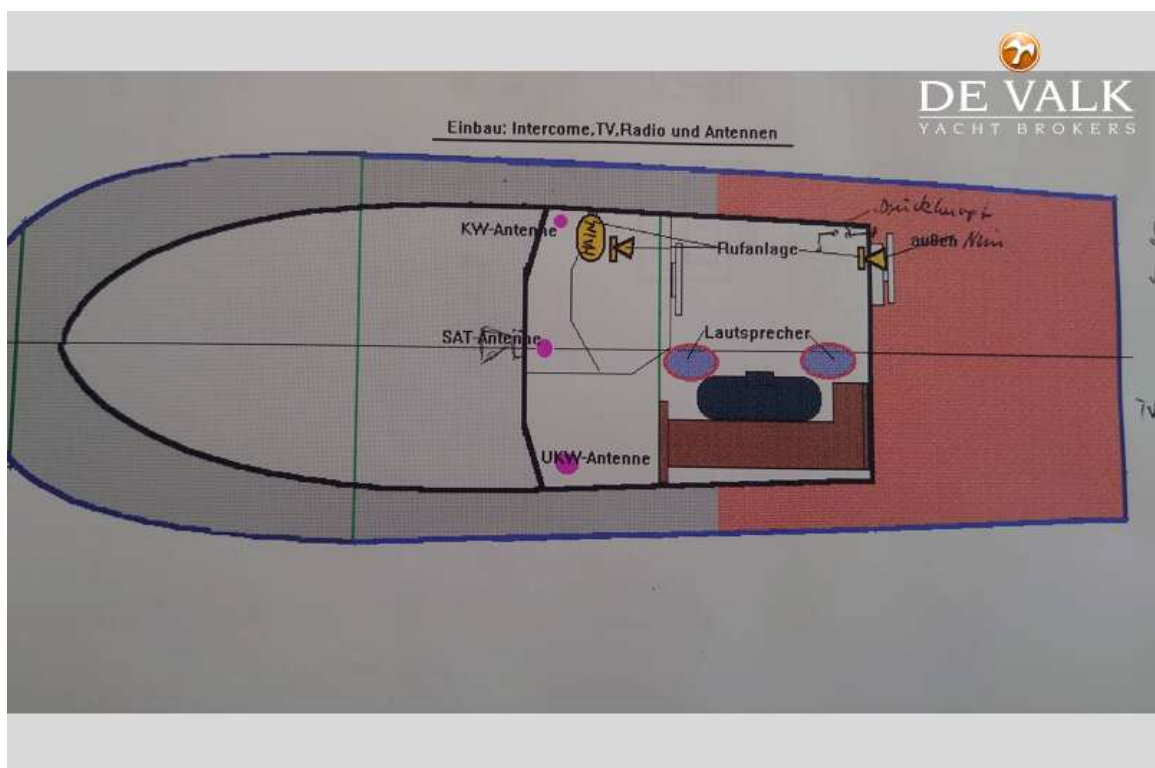 DE VALK
YACHT BROKERS
Einbau: Intercome,TV,Radio und Antennen
KW-Antenne
Rufanlage
außen
SAT-Antenne
Lautsprecher
UKW-Antenne
TV